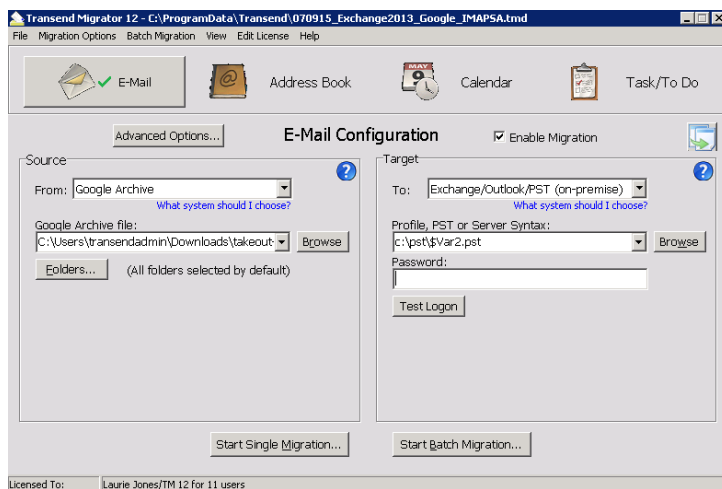 Transend Migrator 12 - C:\ProgramData\Transend\070915_Exchange2013_Google_IMAPSA.tmd
File Migration Options Batch Migration View Edit License Help
E-Mail Address Book MAY Calendar Task/To Do
Advanced Options... E-Mail Configuration Enable Migration
Source Target
From: Google Archive To: Exchange/Outlook/PST (on-premise)
What system should I choose? What system should I choose?
Google Archive file: Profile, PST or Server Syntax:
C:\Users\transendadmin\Downloads\takeout- Browse c:\pst\$Var2.pst Browse
Folders... (All folders selected by default) Password:
Test Logon
Start Single Migration... Start Batch Migration...
Licensed To: Laurie Jones/TM 12 for 11 users